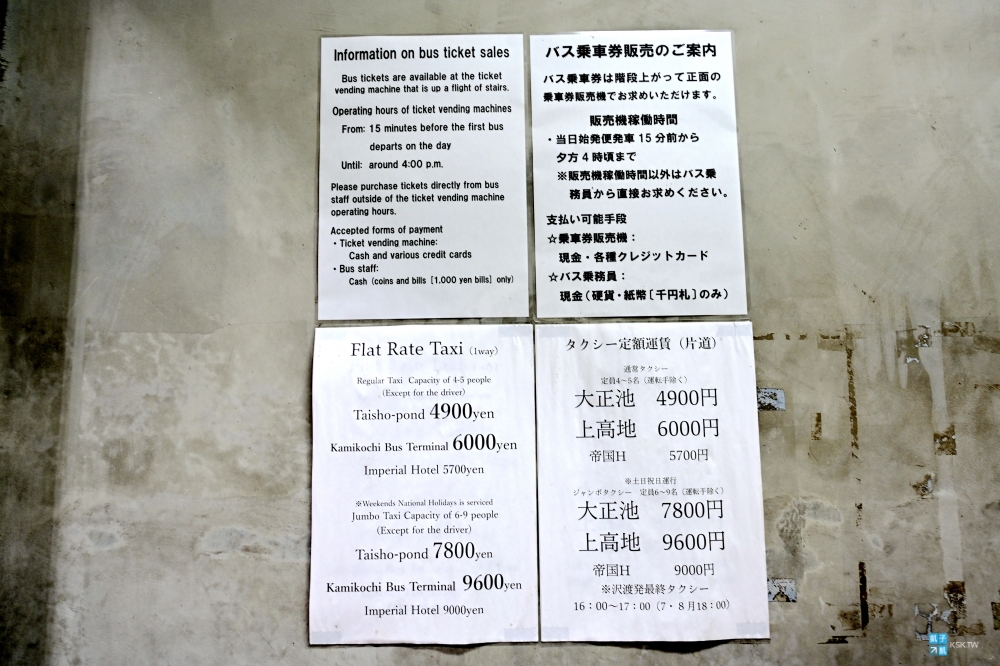 Information on bus ticket sales
Bus tickets are available at the ticket
vending machine that is up a flight of stairs.
Operating hours of ticket vending machines
From: 15 minutes before the first bus
departs on the day
Until: around 4:00 p.m.
Please purchase tickets directly from bus
staff outside of the ticket vending machine
operating hours.
Accepted forms of payment
・Ticket vending machine:
Cash and various credit cards
・Bus staff:
Cash (coins and bills [1,000 yen bills] only)
バス乗車券販売のご案内
バス乗車券は階段上がって正面の
乗車券販売機でお求めいただけます。
販売機稼働時間
・当日始発便発車15分前から
夕方4時頃まで
※販売機稼働時間以外はバス乗
務員から直接お求めください。
支払い可能手段
☆乗車券販売機：
現金・各種クレジットカード
☆バス乗務員：
現金（硬貨・紙幣［千円札］のみ）
Flat Rate Taxi (1way)
Regular Taxi Capacity of 4-5 people
(Except for the driver)
Taisho-pond 4900yen
Kamikochi Bus Terminal 6000yen
Imperial Hotel 5700yen
※Weekends National Holidays is serviced
Jumbo Taxi Capacity of 6-9 people
(Except for the driver)
Taisho-pond 7800yen
Kamikochi Bus Terminal 9600yen
Imperial Hotel 9000yen
タクシー定額運賃（片道）
通常タクシー
定員4～5名（運転手除く）
大正池 4900円
上高地 6000円
帝国H 5700円
※土日祝日運行
ジャンボタクシー 定員6～9名（運転手除く）
大正池 7800円
上高地 9600円
帝国H 9000円
※沢渡発最終タクシー
16：00～17：00（7・8月18：00）
KSK.TW